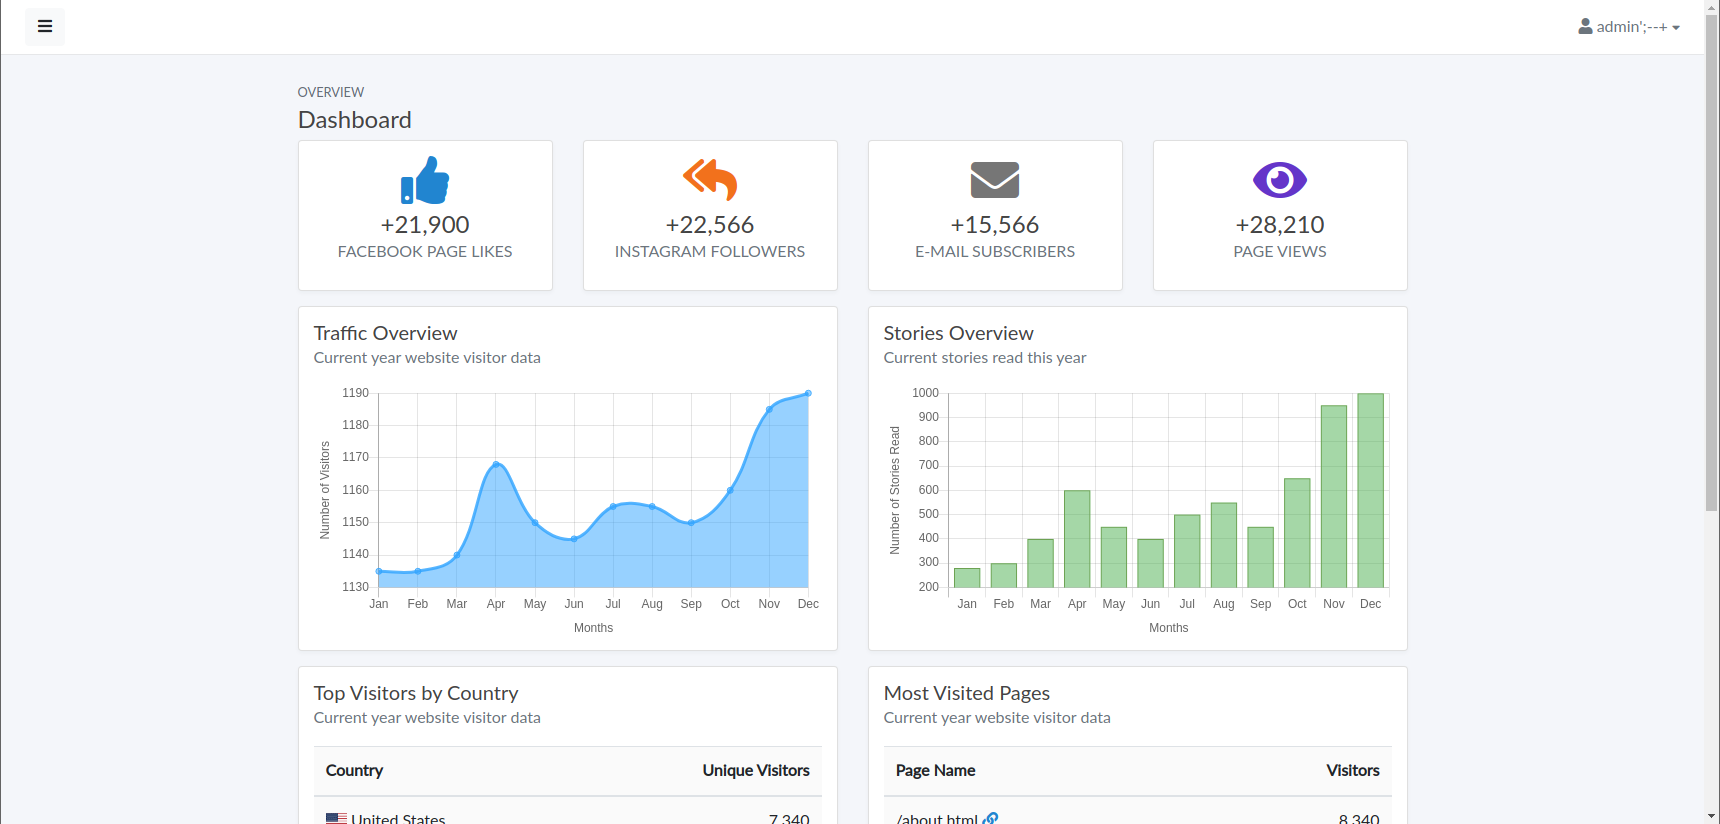 admin';--+
OVERVIEW
Dashboard
+21,900
FACEBOOK PAGE LIKES
+22,566
INSTAGRAM FOLLOWERS
+15,566
E-MAIL SUBSCRIBERS
+28,210
PAGE VIEWS
Traffic Overview
Current year website visitor data
1190
1180
1170
1160
1150
1140
1130
Number of Visitors
Jan Feb Mar Apr May Jun Jul Aug Sep Oct Nov Dec
Months
Stories Overview
Current stories read this year
1000
900
800
700
600
500
400
300
200
Number of Stories Read
Jan Feb Mar Apr May Jun Jul Aug Sep Oct Nov Dec
Months
Top Visitors by Country
Current year website visitor data
Country Unique Visitors
United States 7,340
Most Visited Pages
Current year website visitor data
Page Name Visitors
/about.html 8,340